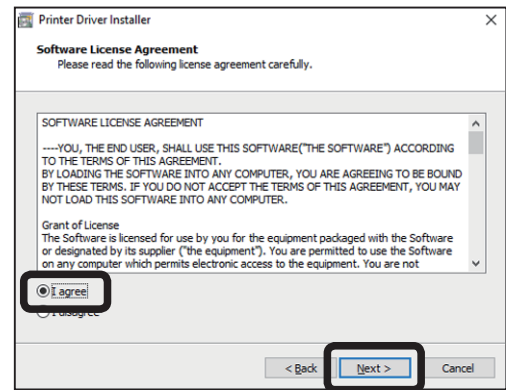 Printer Driver Installer
Software License Agreement
Please read the following license agreement carefully.
SOFTWARE LICENSE AGREEMENT
----YOU, THE END USER, SHALL USE THIS SOFTWARE("THE SOFTWARE") ACCORDING
TO THE TERMS OF THIS AGREEMENT.
BY LOADING THE SOFTWARE INTO ANY COMPUTER, YOU ARE AGREEING TO BE BOUND
BY THESE TERMS. IF YOU DO NOT ACCEPT THE TERMS OF THIS AGREEMENT, YOU MAY
NOT LOAD THIS SOFTWARE INTO ANY COMPUTER.
Grant of License
The Software is licensed for use by you for the equipment packaged with the Software
or designated by its supplier ("the equipment"). You are permitted to use the Software
on any computer which permits electronic access to the equipment. You are not
I agree
I disagree
< Back
Next >
Cancel